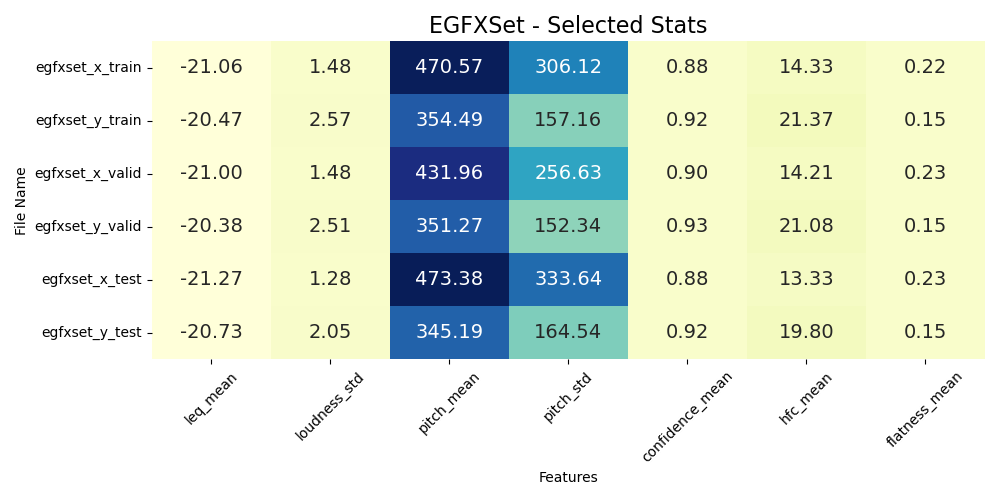 EGFXSet - Selected Stats
File Name
egfxset_x_train -21.06 1.48 470.57 306.12 0.88 14.33 0.22
egfxset_y_train -20.47 2.57 354.49 157.16 0.92 21.37 0.15
egfxset_x_valid -21.00 1.48 431.96 256.63 0.90 14.21 0.23
egfxset_y_valid -20.38 2.51 351.27 152.34 0.93 21.08 0.15
egfxset_x_test -21.27 1.28 473.38 333.64 0.88 13.33 0.23
egfxset_y_test -20.73 2.05 345.19 164.54 0.92 19.80 0.15
leq_mean loudness_std pitch_mean pitch_std confidence_mean hfc_mean flatness_mean
Features